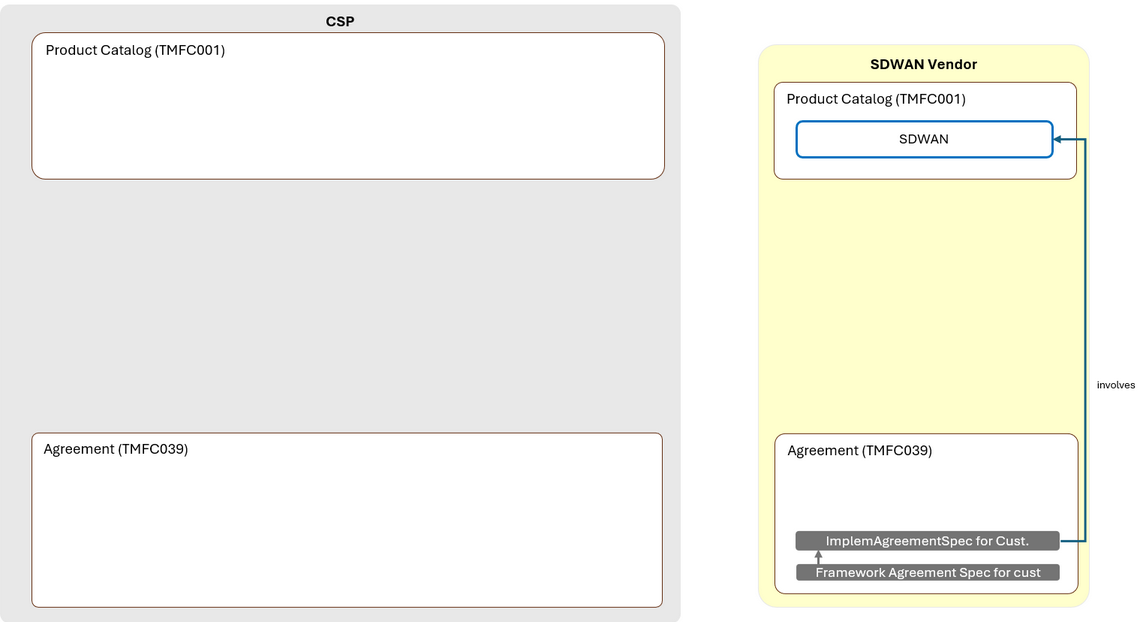 CSP
Product Catalog (TMFC001)
SDWAN Vendor
Product Catalog (TMFC001)
SDWAN
involves
Agreement (TMFC039)
Agreement (TMFC039)
ImplemAgreementSpec for Cust.
Framework Agreement Spec for cust